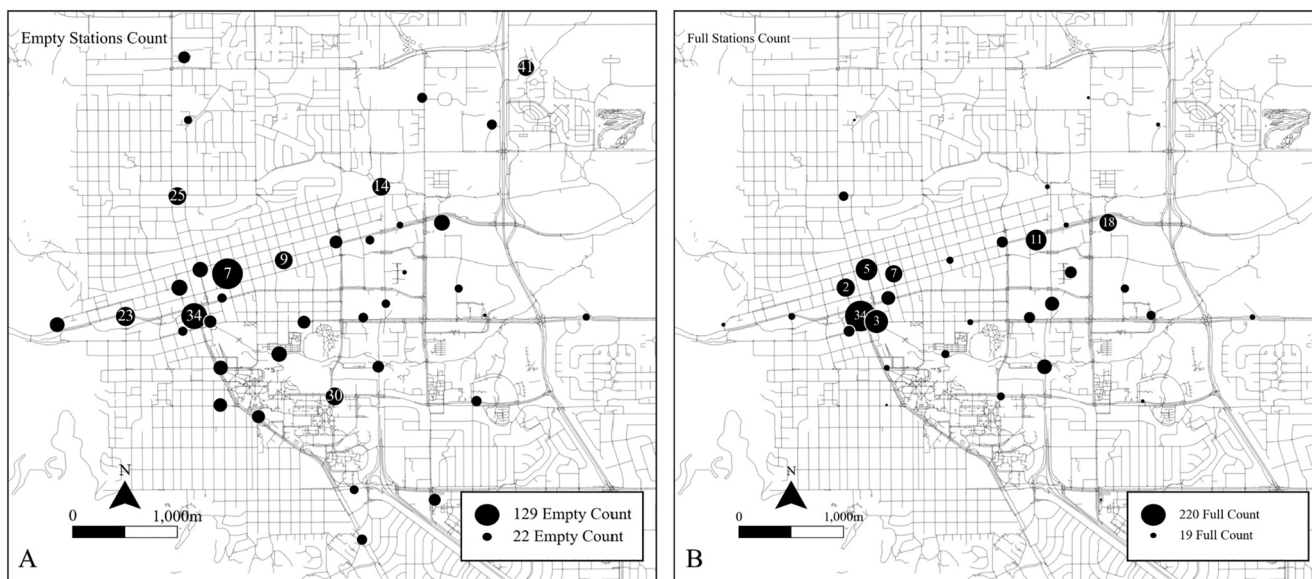 Empty Stations Count
41
14
25
9
7
23
34
30
N
0 1,000m
129 Empty Count
22 Empty Count
A
Full Stations Count
18
11
5
7
2
34
3
N
0 1,000m
220 Full Count
19 Full Count
B